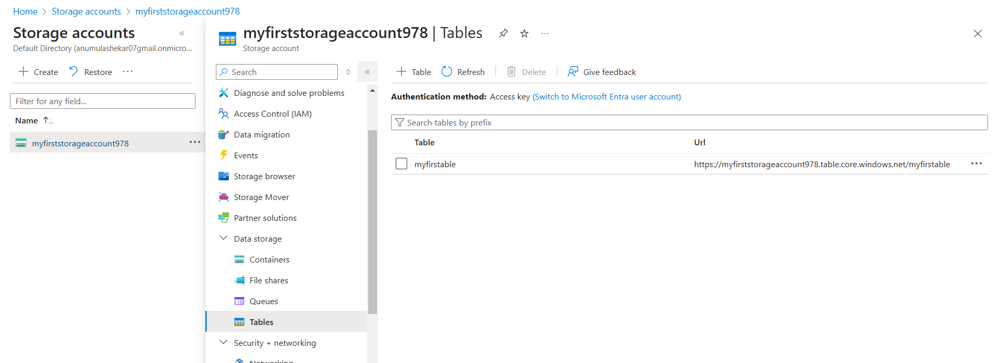 Home > Storage accounts > myfirststorageaccount978
Storage accounts «
Default Directory (anumulashekar07gmail.onmicro...
+ Create Restore ...
Filter for any field...
Name ↑↓
myfirststorageaccount978 ...
myfirststorageaccount978 | Tables ...
Storage account
Search «
Diagnose and solve problems
Access Control (IAM)
Data migration
Events
Storage browser
Storage Mover
Partner solutions
Data storage
Containers
File shares
Queues
Tables
Security + networking
Networking
+ Table Refresh Delete Give feedback
Authentication method: Access key (Switch to Microsoft Entra user account)
Search tables by prefix
Table Url
myfirstable https://myfirststorageaccount978.table.core.windows.net/myfirstable ...